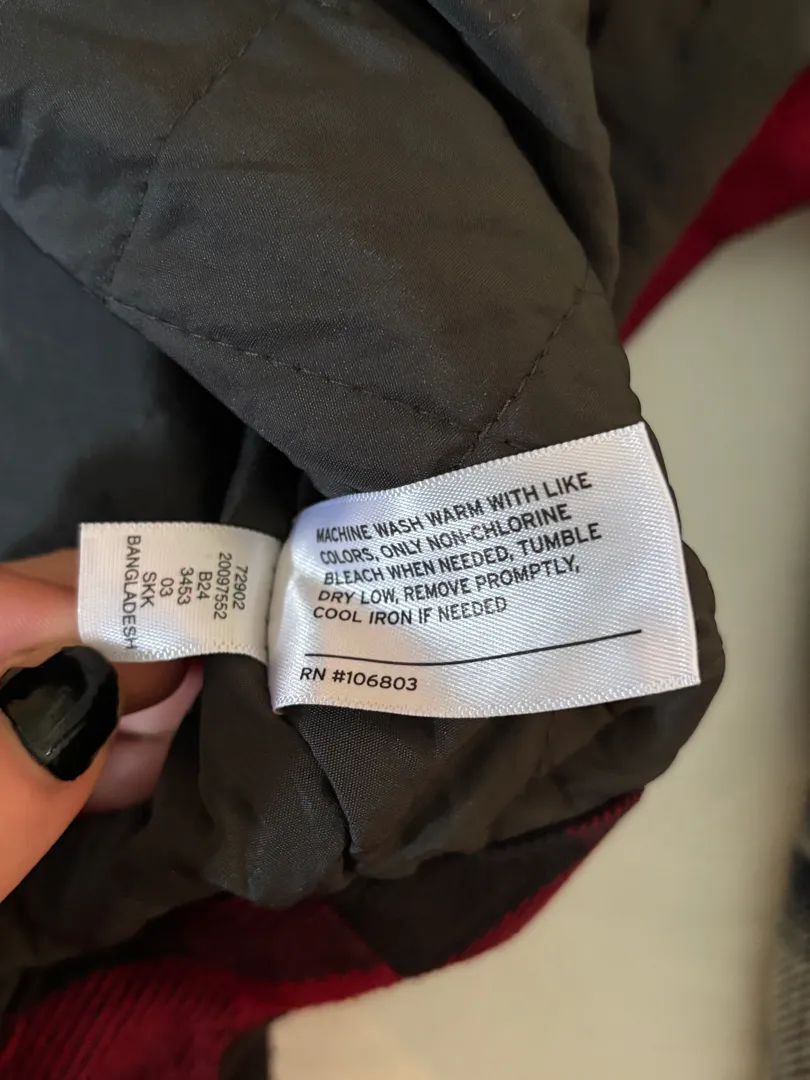 MACHINE WASH WARM WITH LIKE
COLORS, ONLY NON-CHLORINE
BLEACH WHEN NEEDED, TUMBLE
DRY LOW, REMOVE PROMPTLY,
COOL IRON IF NEEDED
RN #106803
72902
20097552
B24
3453
03
SKK
BANGLADESH